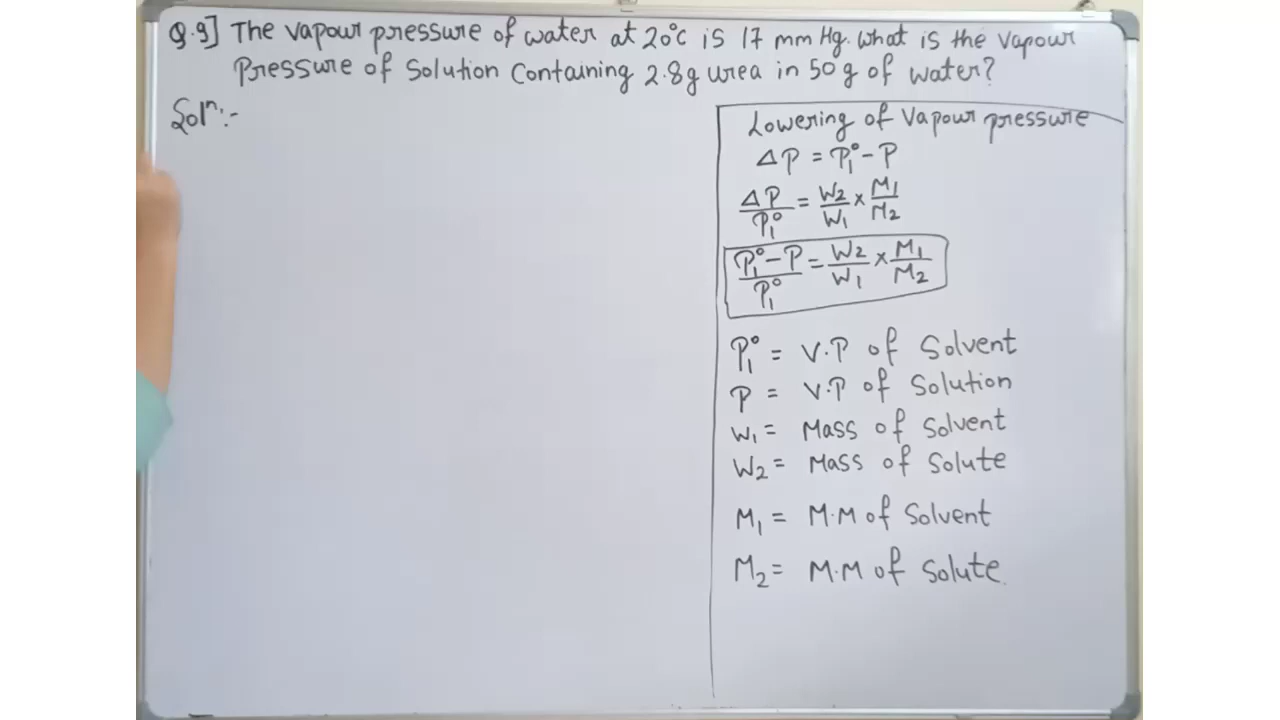 Q.9] The vapour pressure of water at 20°c is 17 mm Hg. what is the vapour
pressure of solution containing 2.8g urea in 50g of water?
Solⁿ:-
Lowering of vapour pressure
ΔP = P₁° - P
ΔP/P₁° = W₂/W₁ × M₁/M₂
P₁° - P/P₁° = W₂/W₁ × M₁/M₂
P₁° = V.P of Solvent
P = V.P of Solution
W₁ = Mass of Solvent
W₂ = Mass of Solute
M₁ = M.M of Solvent
M₂ = M.M of Solute.